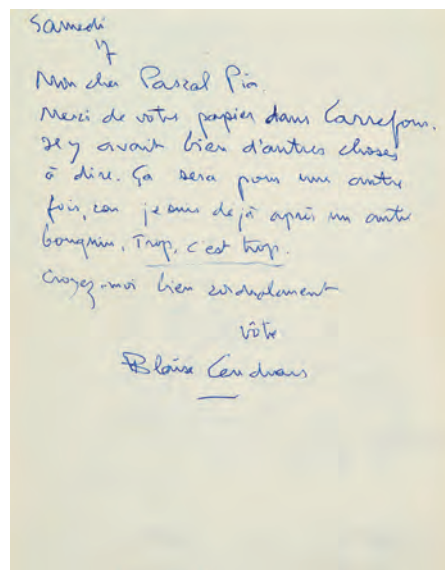 Samedi
17
Mon cher Pascal Pia.
Merci de votre papier dans Carrefour.
Il y avait bien d'autres choses
à dire. Ça sera pour une autre
fois, car je suis déjà après un autre
bouquin, Trop, c'est trop.
Croyez-moi bien cordialement
vôtre
Blaise Cendrars